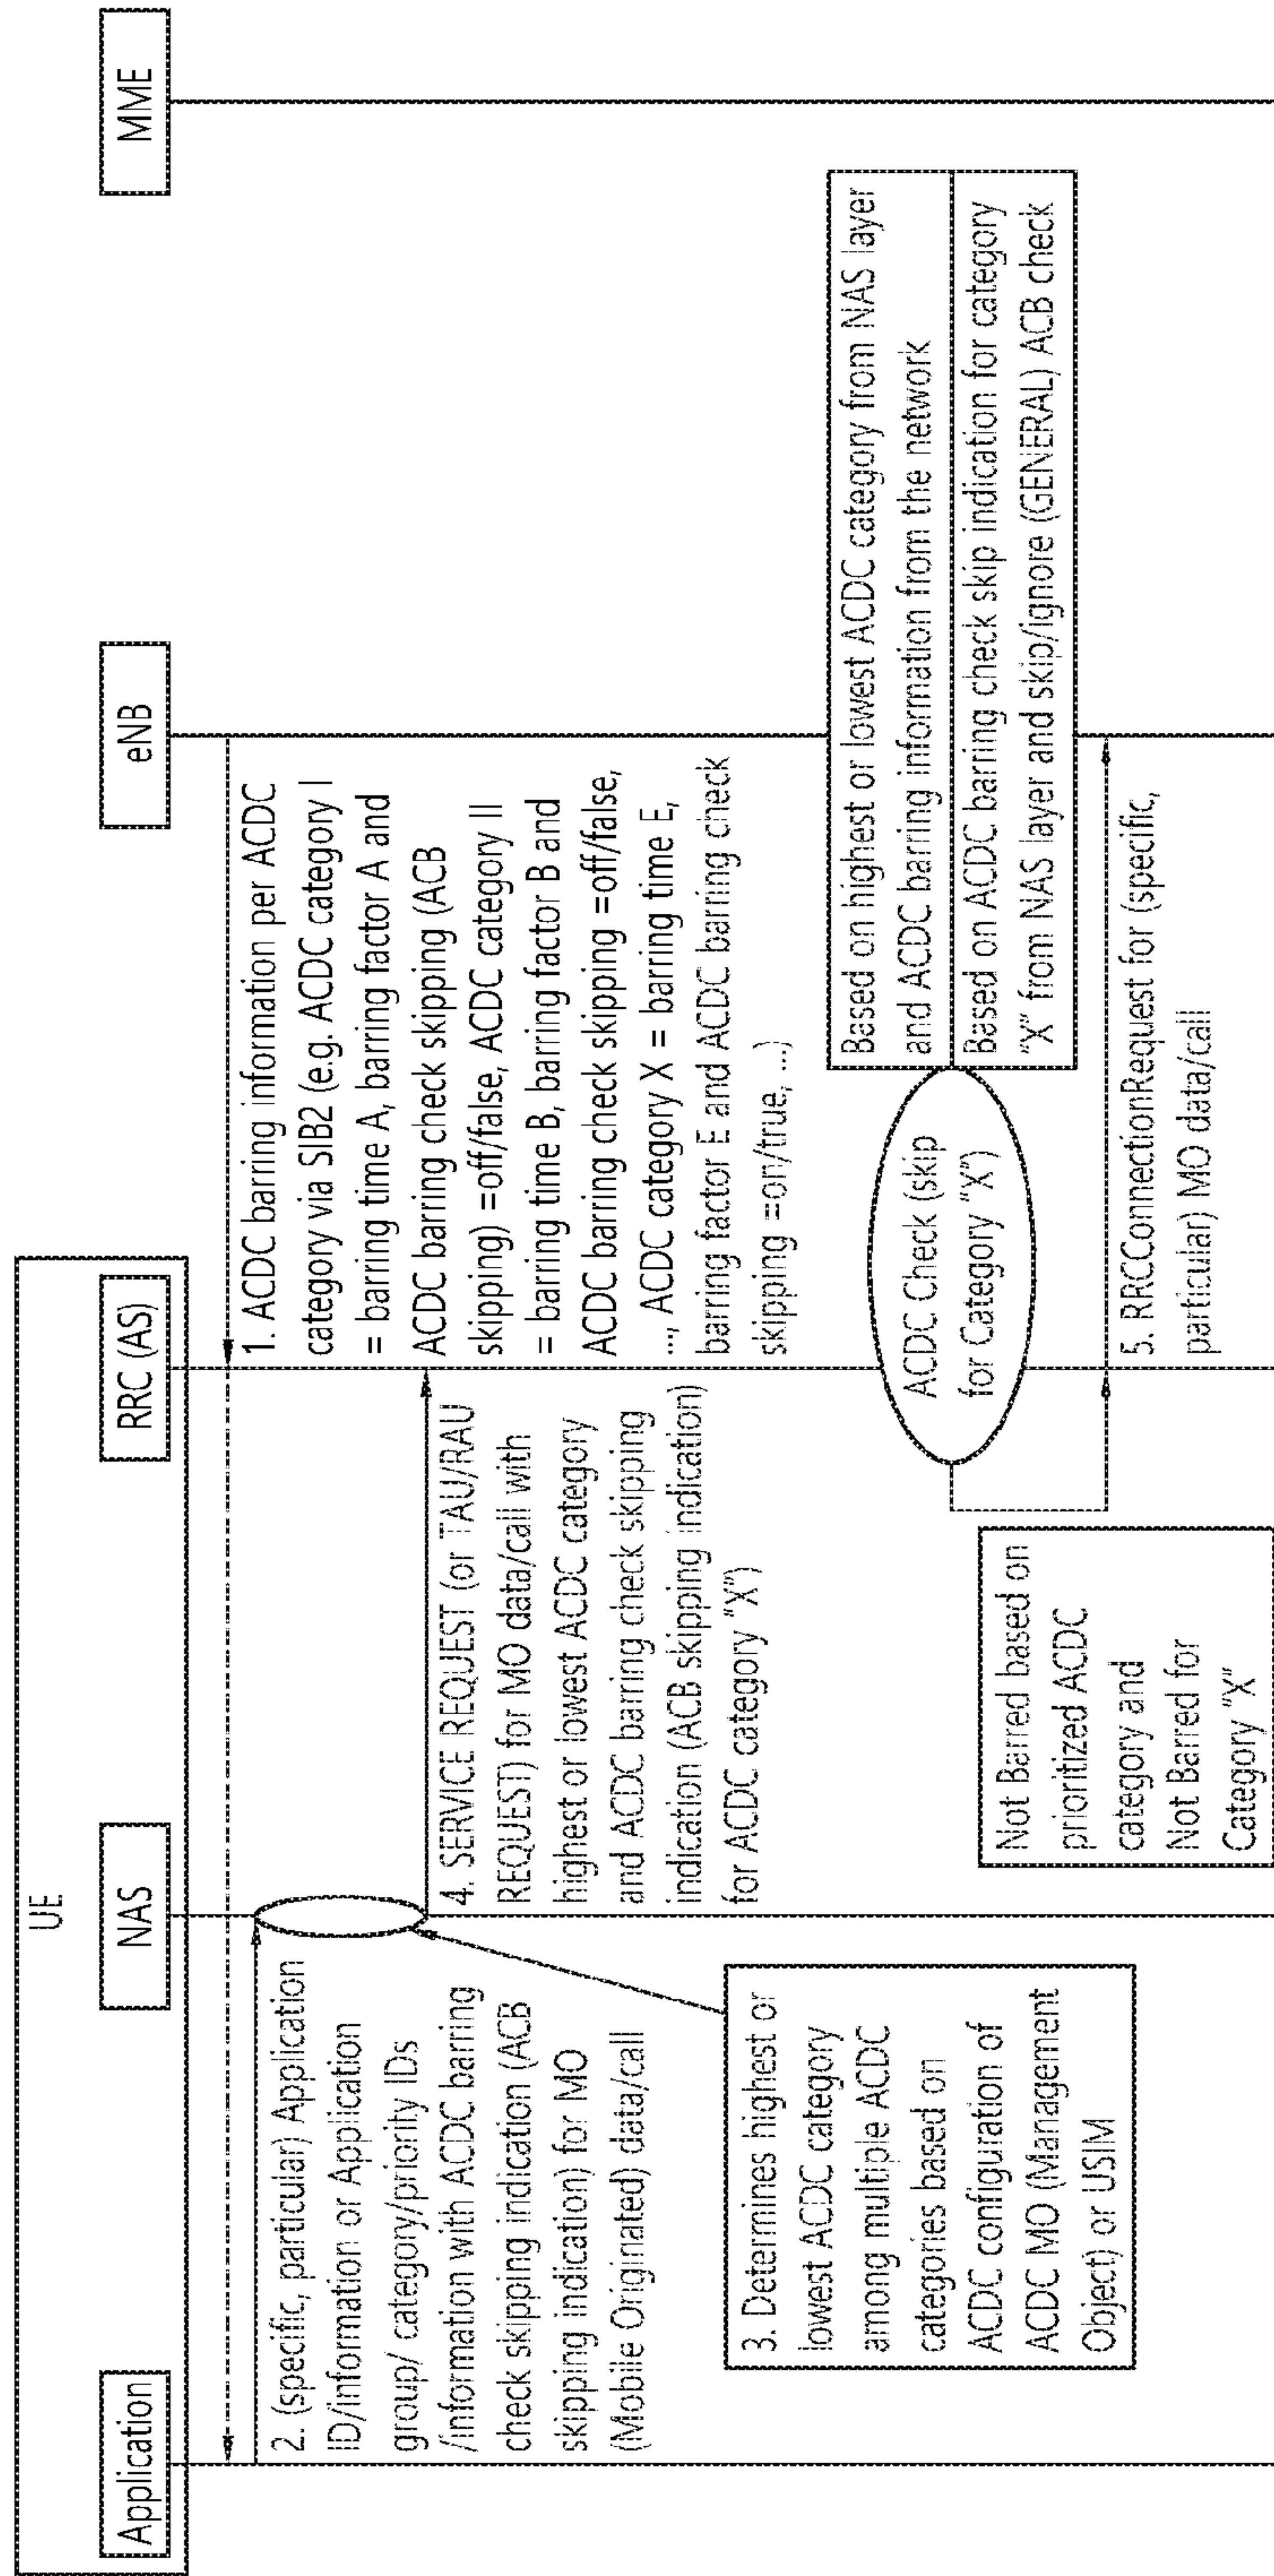 UE
Application
NAS
RRC (AS)
eNB
MME
1. ACDC barring information per ACDC
category via SIB2 (e.g. ACDC category I
= barring time A, barring factor A and
ACDC barring check skipping (ACB
skipping) =off/false, ACDC category II
= barring time B, barring factor B and
ACDC barring check skipping =off/false,
..., ACDC category X = barring time E,
barring factor E and ACDC barring check
skipping =on/true, ...)
2. (specific, particular) Application
ID/information or Application
group/ category/priority IDs
/information with ACDC barring
check skipping indication (ACB
skipping indication) for MO
(Mobile Originated) data/call
3. Determines highest or
lowest ACDC category
among multiple ACDC
categories based on
ACDC configuration of
ACDC MO (Management
Object) or USIM
4. SERVICE REQUEST (or TAU/RAU
REQUEST) for MO data/call with
highest or lowest ACDC category
and ACDC barring check skipping
indication (ACB skipping indication)
for ACDC category "X")
ACDC Check (skip
for Category "X")
Based on highest or lowest ACDC category from NAS layer
and ACDC barring information from the network
Based on ACDC barring check skip indication for category
"X" from NAS layer and skip/ignore (GENERAL) ACB check
Not Barred based on
prioritized ACDC
category and
Not Barred for
Category "X"
5. RRCConnectionRequest for (specific,
particular) MO data/call